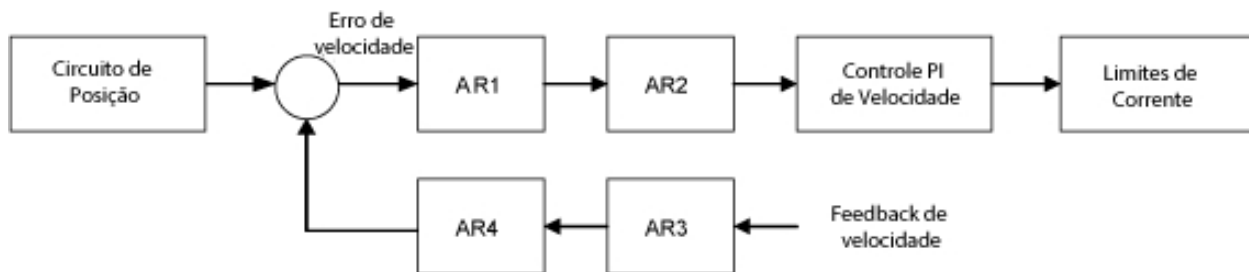 Erro de
velocidade
Circuito de
Posição
AR1
AR2
Controle PI
de Velocidade
Limites de
Corrente
AR4
AR3
Feedback de
velocidade